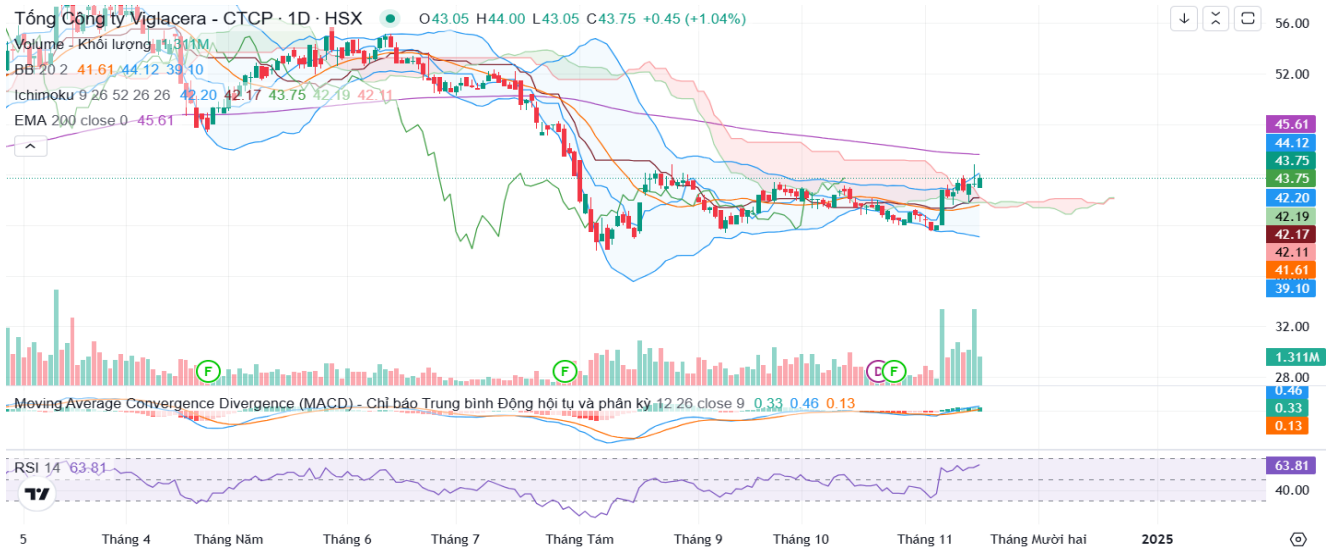 Tổng Công ty Viglacera - CTCP · 1D · HSX O43.05 H44.00 L43.05 C43.75 +0.45 (+1.04%)
Volume - Khối lượng 1.311M
BB 20 2 41.61 44.12 39.10
Ichimoku 9 26 52 26 26 42.20 42.17 43.75 42.19 42.11
EMA 200 close 0 45.61
56.00
52.00
45.61
44.12
43.75
43.75
42.20
42.19
42.17
42.11
41.61
39.10
32.00
1.311M
28.00
F
F
D
F
Moving Average Convergence Divergence (MACD) - Chỉ báo Trung bình Động hội tụ và phân kỳ 12 26 close 9 0.33 0.46 0.13
0.46
0.33
0.13
RSI 14 63.81
63.81
40.00
5 Tháng 4 Tháng Năm Tháng 6 Tháng 7 Tháng Tám Tháng 9 Tháng 10 Tháng 11 Tháng Mười hai 2025